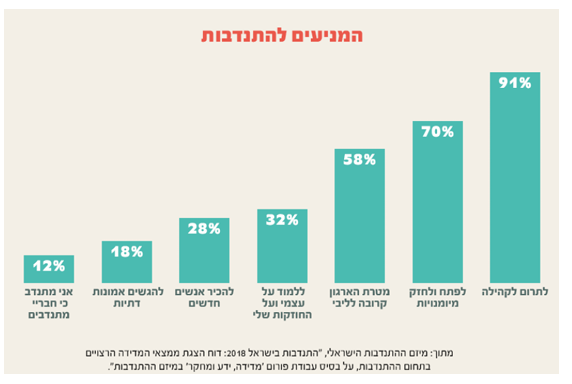 המניעים להתנדבות
91%
70%
58%
32%
28%
18%
12%
לתרום לקהילה
לפתח ולחזק
מיומנויות
מטרת הארגון
קרובה לליבי
ללמוד על
עצמי ועל
החוזקות שלי
להכיר אנשים
חדשים
להגשים אמונות
דתיות
אני מתנדב
כי חבריי
מתנדבים
מתוך: מיזם ההתנדבות הישראלי, "התנדבות בישראל 2018: דוח הצגת ממצאי המדידה הרצויים
בתחום ההתנדבות, על בסיס עבודת פורום 'מדידה, ידע ומחקר' במיזם ההתנדבות".